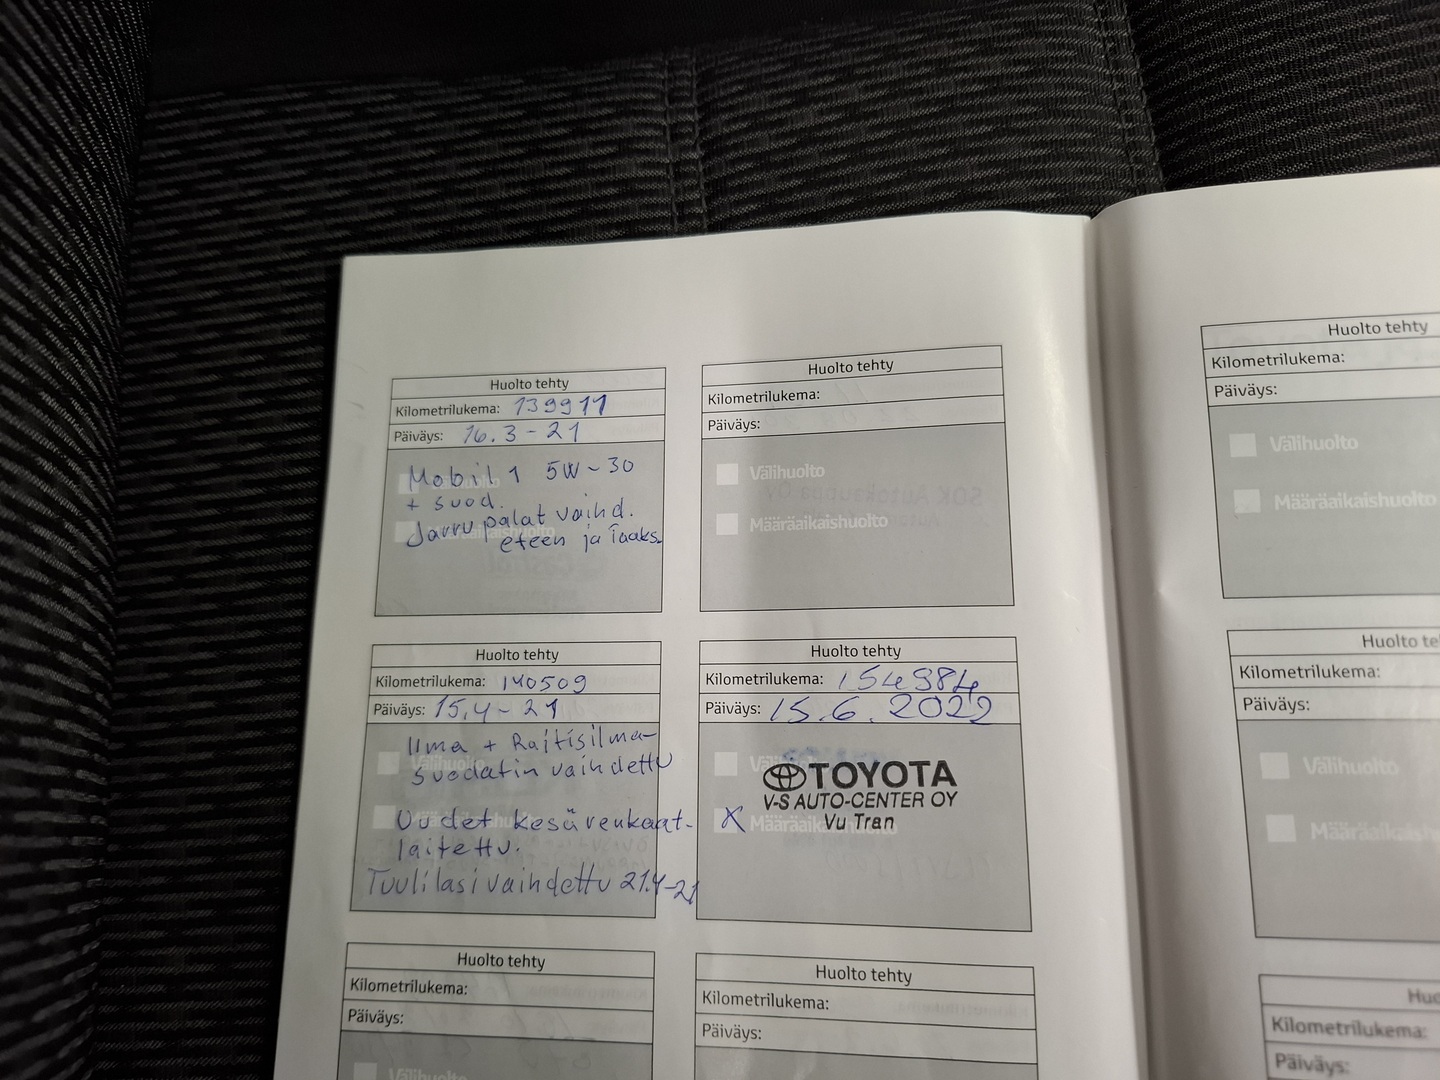 Huolto tehty
Kilometrilukema: 139911
Päiväys: 16.3-21
Mobil 1 5W-30
+ suod.
Jarrupalat vaihd.
eteen ja Taaks.
Huolto tehty
Kilometrilukema:
Päiväys:
Välihuolto
Määräaikaishuolto
Huolto tehty
Kilometrilukema: 140509
Päiväys: 15.4-21
Ilma + Raitisilma-
suodatin vaihdettu
Uudet kesärenkaat-
laitettu.
Tuulilasi vaihdettu 21.4-21
Huolto tehty
Kilometrilukema: 154984
Päiväys: 15.6.2022
TOYOTA
V-S AUTO-CENTER OY
X Määräaikaishuolto
Vu Tran
Huolto tehty
Kilometrilukema:
Päiväys:
Välihuolto
Huolto tehty
Kilometrilukema:
Päiväys:
Huolto tehty
Kilometrilukema:
Päiväys:
Välihuolto
Määräaikaishuolto
Huolto te
Kilometrilukema:
Päiväys:
Välihuolto
Määräaikaish
Huo
Kilometrilukema:
Päiväys: